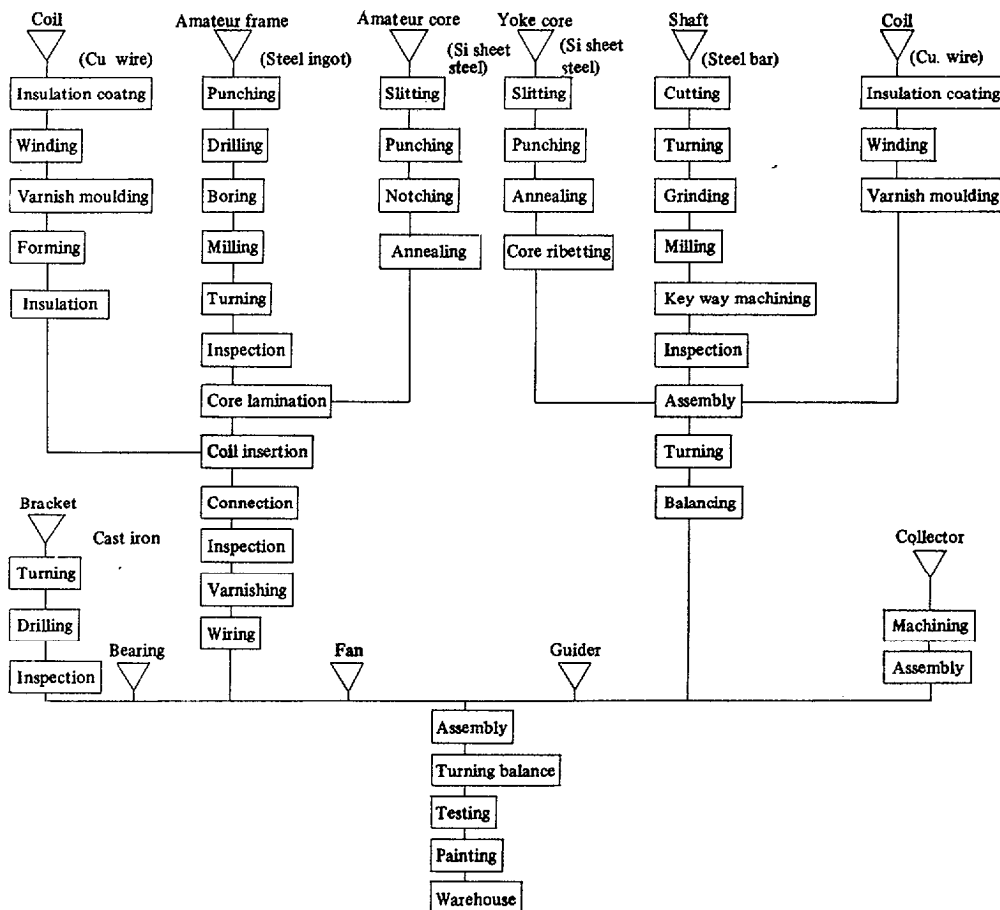 Coil
Amateur frame
Amateur core
Yoke core
Shaft
Coil
(Cu wire)
(Steel ingot)
(Si sheet
steel)
(Si sheet
steel)
(Steel bar)
(Cu. wire)
Insulation coatng
Punching
Slitting
Slitting
Cutting
Insulation coating
Winding
Drilling
Punching
Punching
Turning
Winding
Varnish moulding
Boring
Notching
Annealing
Grinding
Varnish moulding
Forming
Milling
Annealing
Core ribetting
Milling
Insulation
Turning
Key way machining
Inspection
Inspection
Core lamination
Assembly
Coil insertion
Turning
Bracket
Connection
Balancing
Cast iron
Inspection
Collector
Turning
Varnishing
Drilling
Wiring
Machining
Inspection
Bearing
Fan
Guider
Assembly
Assembly
Turning balance
Testing
Painting
Warehouse